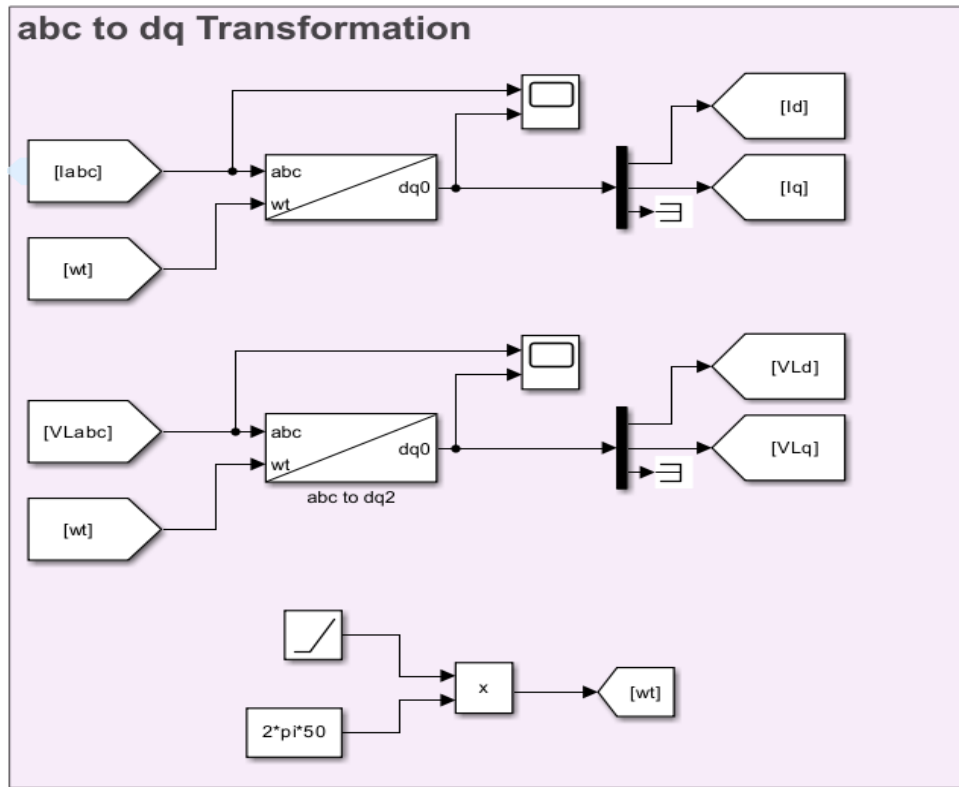 abc to dq Transformation
[Id]
[Iabc]
abc
dq0
[Iq]
wt
[wt]
[VLd]
[VLabc]
abc
dq0
[VLq]
wt
abc to dq2
[wt]
x
[wt]
2*pi*50